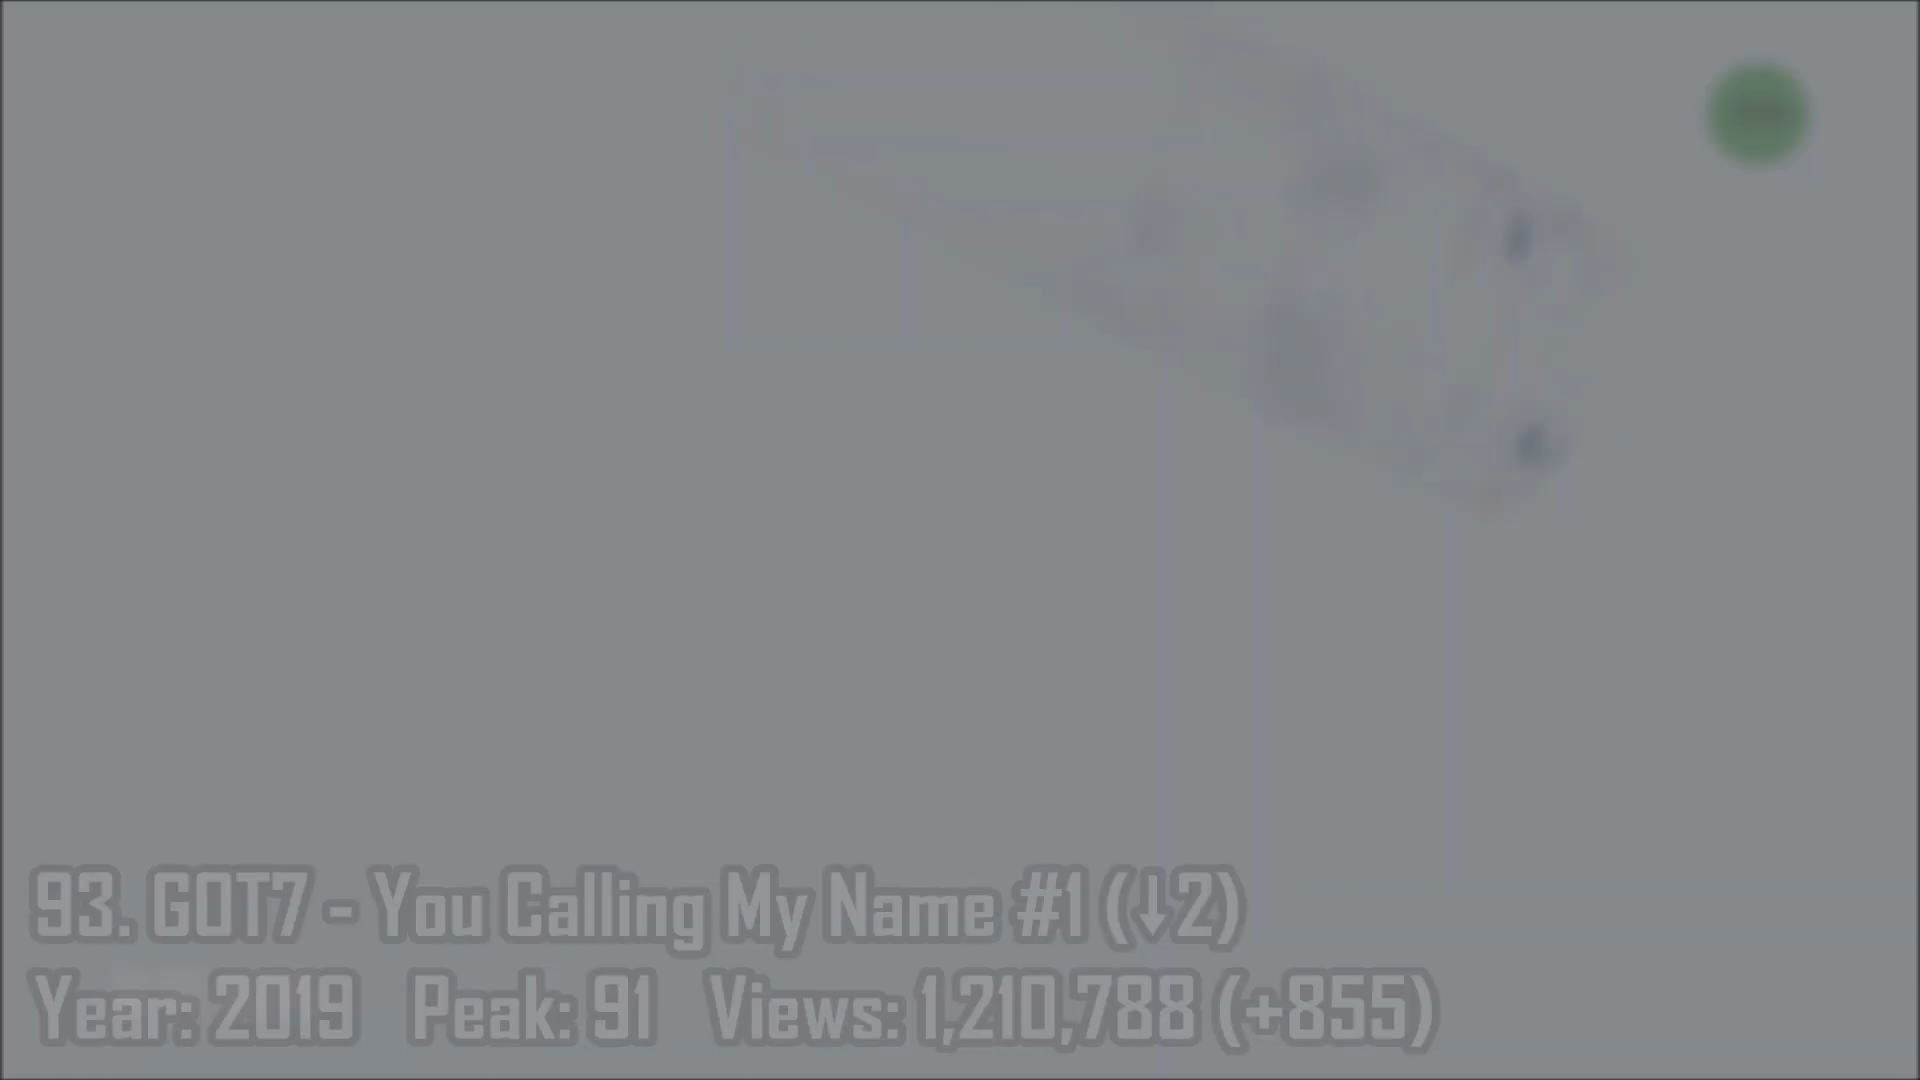 93. GOT7 - You Calling My Name #1 (↓2)
Year: 2019 Peak: 91 Views: 1,210,788 (+855)